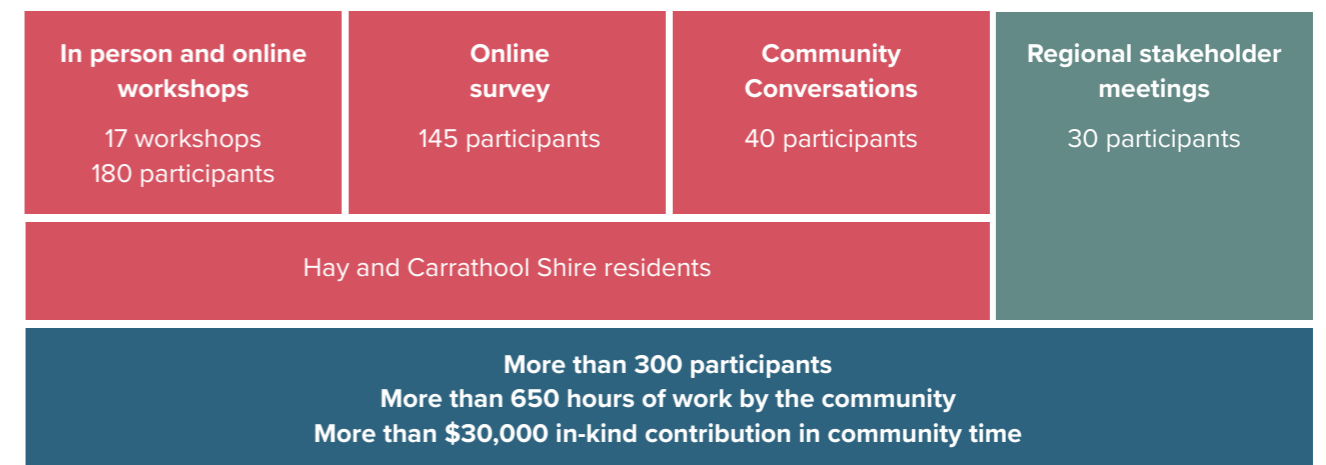 In person and online
workshops
17 workshops
180 participants
Online
survey
145 participants
Community
Conversations
40 participants
Regional stakeholder
meetings
30 participants
Hay and Carrathool Shire residents
More than 300 participants
More than 650 hours of work by the community
More than $30,000 in-kind contribution in community time